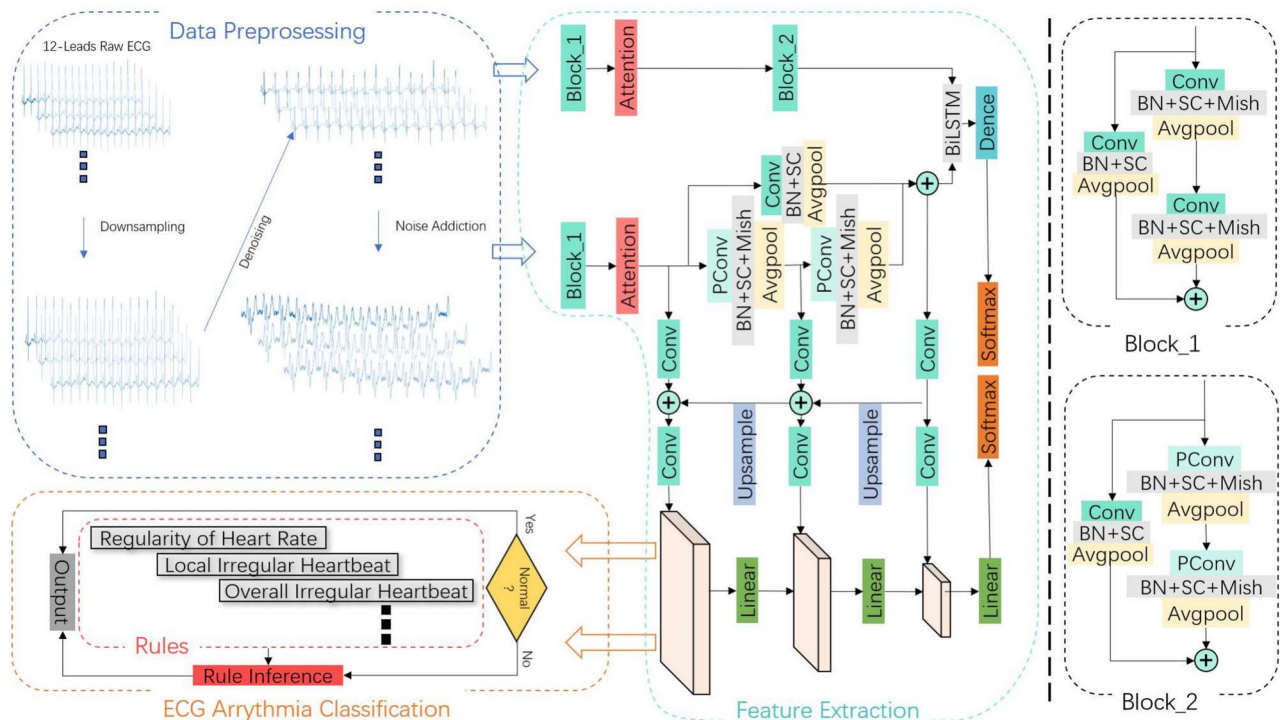 Data Preprosessing
12-Leads Raw ECG
Downsampling
Denoising
Noise Addiction
Block_1
Attention
Block_2
BiLSTM
Dence
Conv
BN+SC
Avgpool
Block_1
Attention
PConv
BN+SC+Mish
Avgpool
PConv
BN+SC+Mish
Avgpool
Conv
Conv
Conv
Softmax
Softmax
Upsample
Upsample
Conv
Conv
Conv
Linear
Linear
Linear
Feature Extraction
Yes
Normal
?
No
Regularity of Heart Rate
Local Irregular Heartbeat
Overall Irregular Heartbeat
Output
Rules
Rule Inference
ECG Arrythmia Classification
Conv
BN+SC+Mish
Avgpool
Conv
BN+SC
Avgpool
Conv
BN+SC+Mish
Avgpool
Block_1
PConv
BN+SC+Mish
Avgpool
Conv
BN+SC
Avgpool
PConv
BN+SC+Mish
Avgpool
Block_2